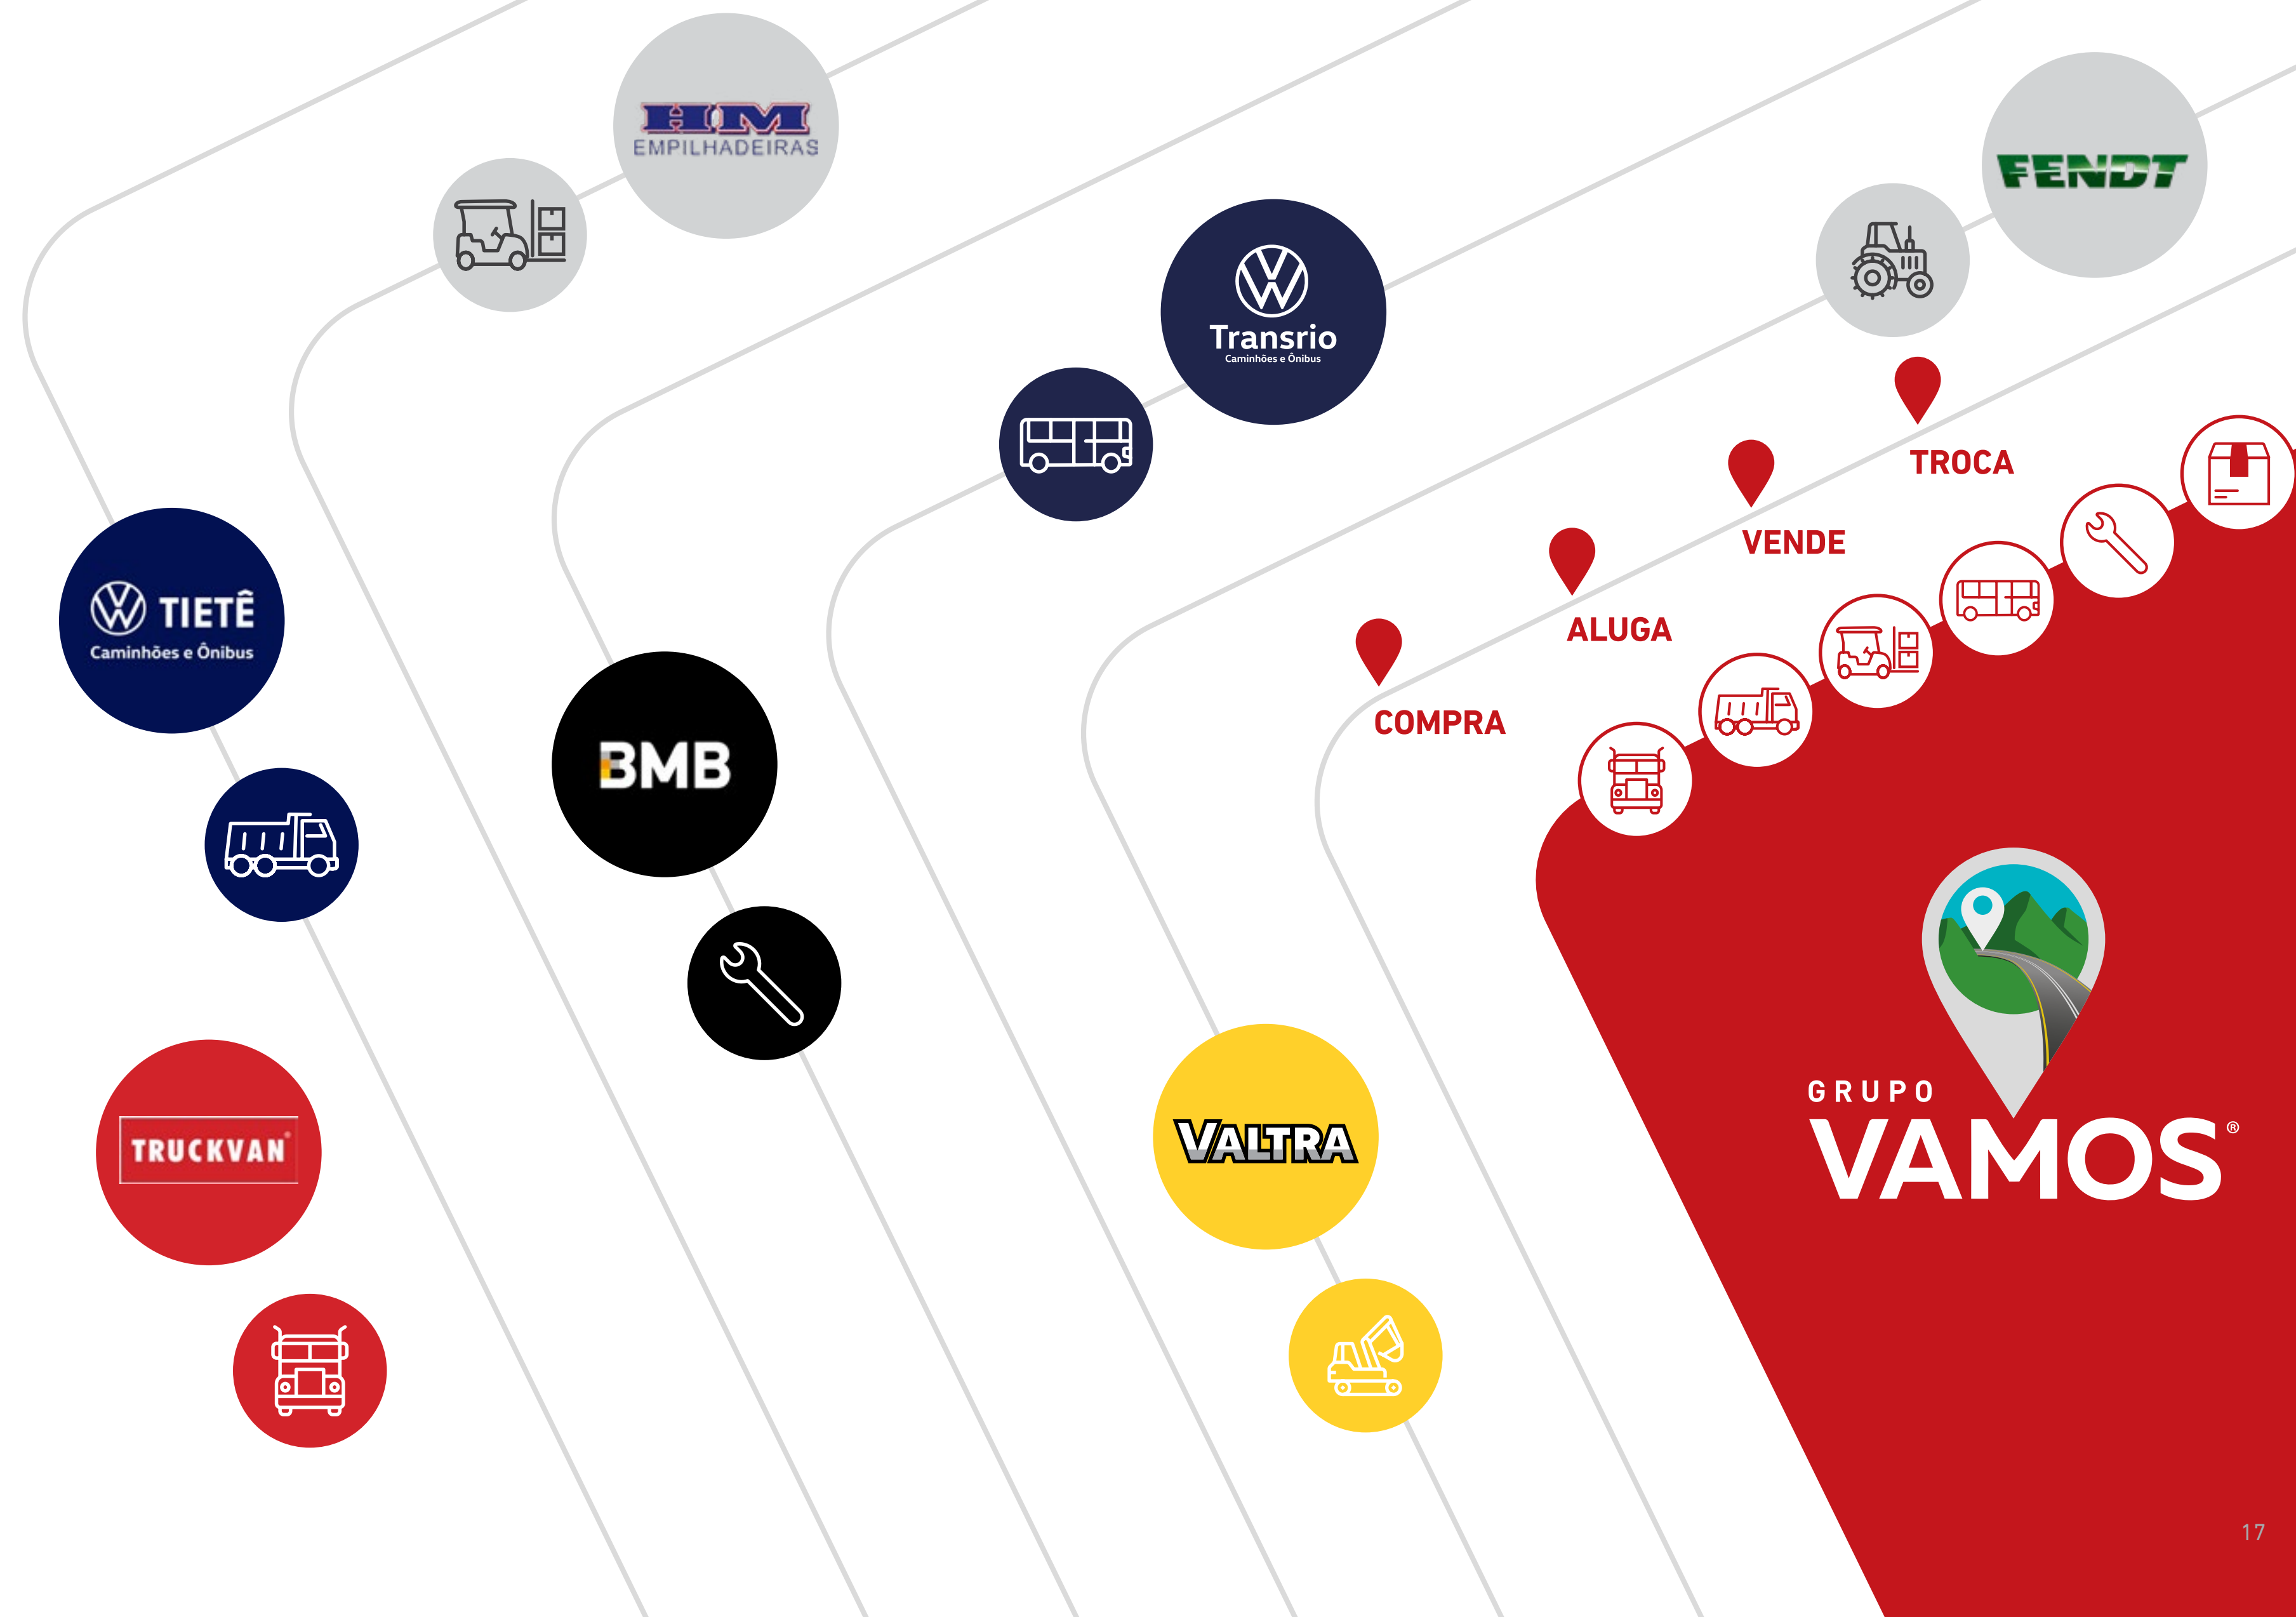 HM
EMPILHADEIRAS
FENDT
Transrio
Caminhões e Ônibus
TROCA
VENDE
ALUGA
COMPRA
TIETÊ
Caminhões e Ônibus
BMB
TRUCKVAN®
VALTRA
GRUPO
VAMOS®
17